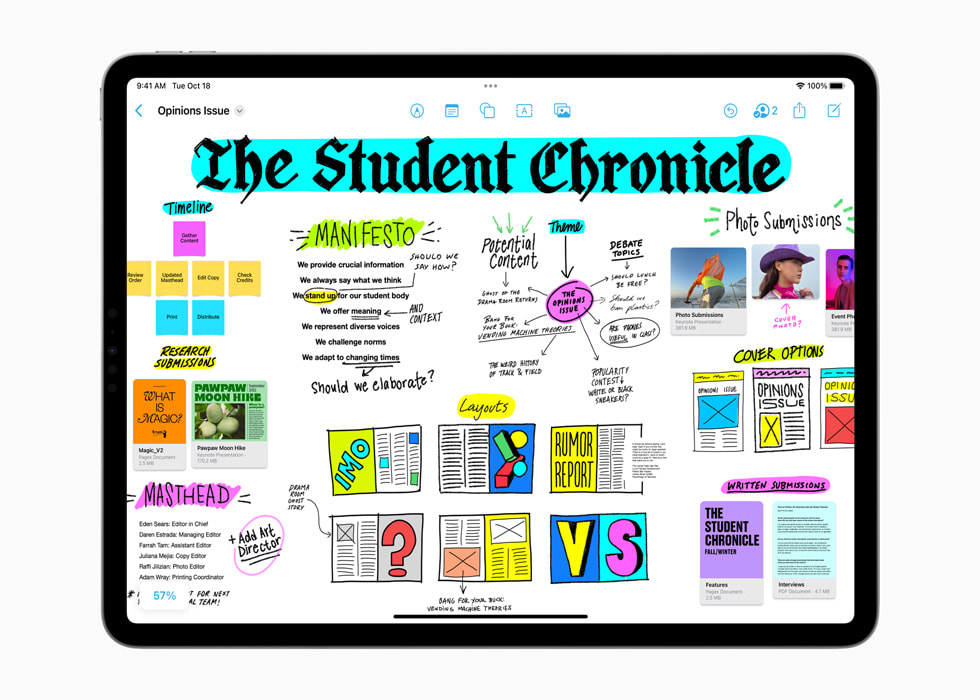 9:41 AM Tue Oct 18
100%
Opinions Issue
A
2
The Student Chronicle
Timeline
Gather
Content
Review
Order
Updated
Masthead
Edit Copy
Check
Credits
Print
Distribute
RESEARCH
SUBMISSIONS
WHAT
IS
MAGIC?
Magic_V2
Pages Document ·
2.5 MB
PAWPAW
MOON HIKE
Pawpaw Moon Hike
Keynote Presentation ·
170.2 MB
MASTHEAD
Eden Sears: Editor in Chief
Daren Estrada: Managing Editor
Farrah Tam: Assistant Editor
Juliana Mejia: Copy Editor
Raffi Jilizian: Photo Editor
Adam Wray: Printing Coordinator
+ Add Art
Director
T FOR NEXT
AL TEAM!
57%
MANIFESTO
SHOULD WE
SAY HOW?
We provide crucial information
We always say what we think
We stand up for our student body
We offer meaning
AND
CONTEXT
We represent diverse voices
We challenge norms
We adapt to changing times
Should we elaborate?
Potential
Content
Theme
DEBATE
TOPICS
THE
OPINIONS
ISSUE
SHOULD LUNCH
BE FREE?
Should we
ban plastics?
ARE PHONES
USEFUL IN CLASS?
GHOST OF THE
DRAMA ROOM RETURNS
BANG FOR
YOUR BUCK:
VENDING MACHINE THEORIES
THE WEIRD HISTORY
OF TRACK & FIELD
POPULARITY
CONTEST:
WHITE OR BLACK
SNEAKERS?
Photo Submissions
Photo Submissions
Keynote Presentation ·
381.9 MB
COVER
PHOTO?
Event Pho
Keynote P
381.9 MB
COVER OPTIONS
OPINIONS ISSUE
OPINIONS
ISSUE
OPINIO
ISSU
Layouts
IMO
RUMOR
REPORT
DRAMA
ROOM
GHOST
STORY
?
VS
BANG FOR YOUR BUCK:
VENDING MACHINE THEORIES
WRITTEN SUBMISSIONS
THE
STUDENT
CHRONICLE
FALL/WINTER
Features
Pages Document ·
2.5 MB
Interviews
PDF Document · 4.7 MB